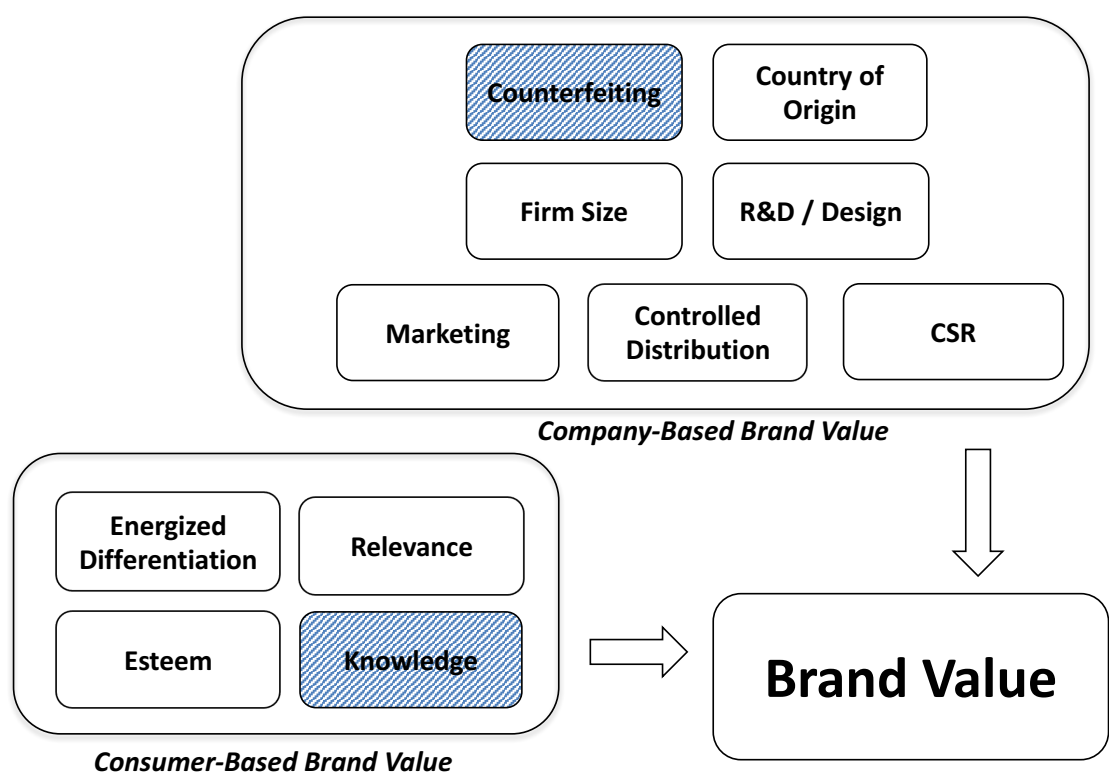 Counterfeiting
Country of
Origin
Firm Size
R&D / Design
Marketing
Controlled
Distribution
CSR
Company-Based Brand Value
Energized
Differentiation
Relevance
Esteem
Knowledge
Brand Value
Consumer-Based Brand Value